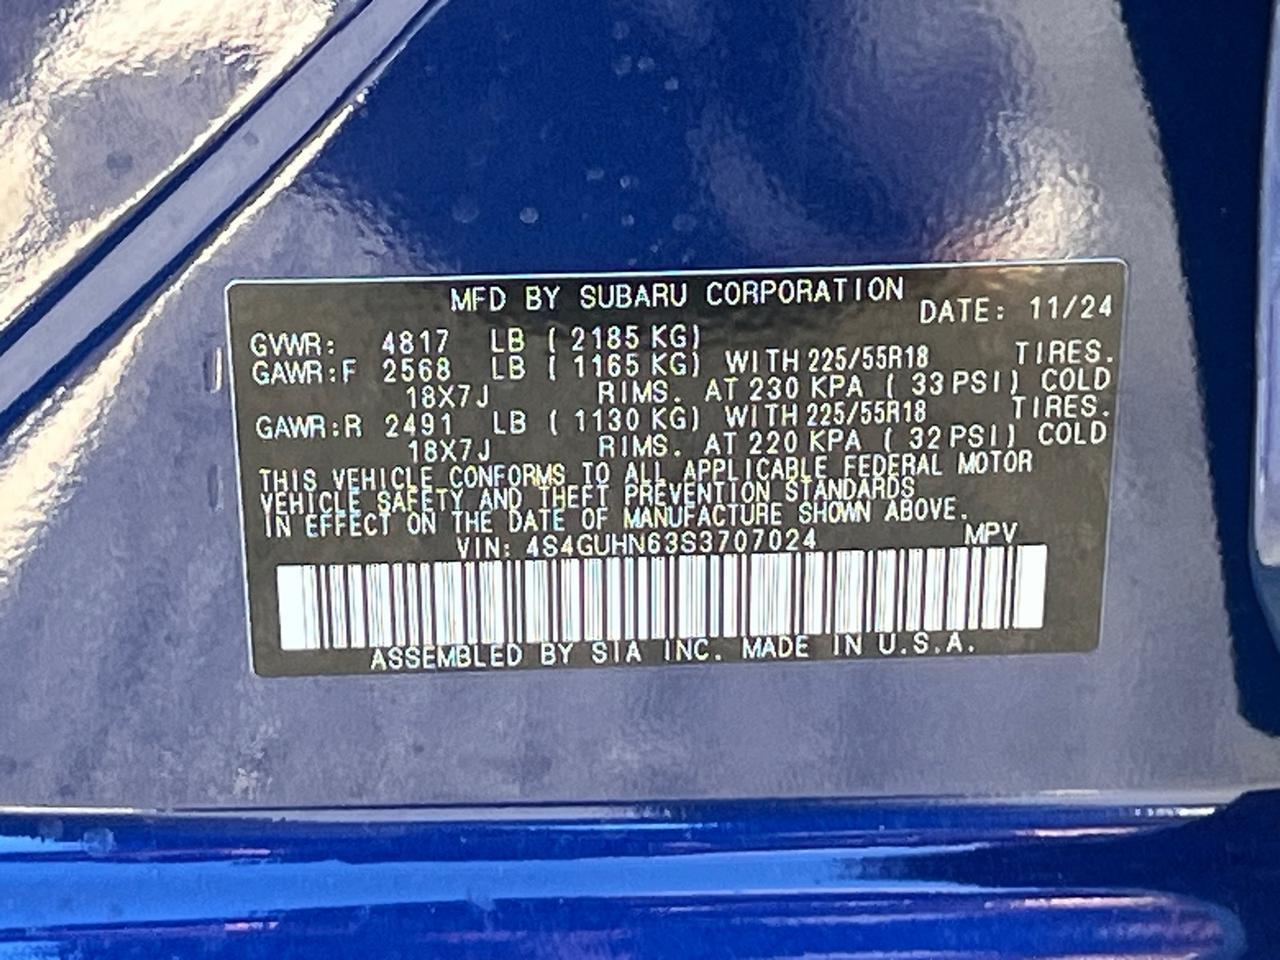 MFD BY SUBARU CORPORATION
DATE: 11/24
GVWR: 4817 LB ( 2185 KG)
GAWR:F 2568 LB ( 1165 KG) WITH 225/55R18 TIRES.
18X7J RIMS. AT 230 KPA ( 33 PSI) COLD
GAWR:R 2491 LB ( 1130 KG) WITH 225/55R18 TIRES.
18X7J RIMS. AT 220 KPA ( 32 PSI) COLD
THIS VEHICLE CONFORMS TO ALL APPLICABLE FEDERAL MOTOR
VEHICLE SAFETY AND THEFT PREVENTION STANDARDS
IN EFFECT ON THE DATE OF MANUFACTURE SHOWN ABOVE.
VIN: 4S4GUHN63S3707024 MPV
ASSEMBLED BY SIA INC. MADE IN U.S.A.